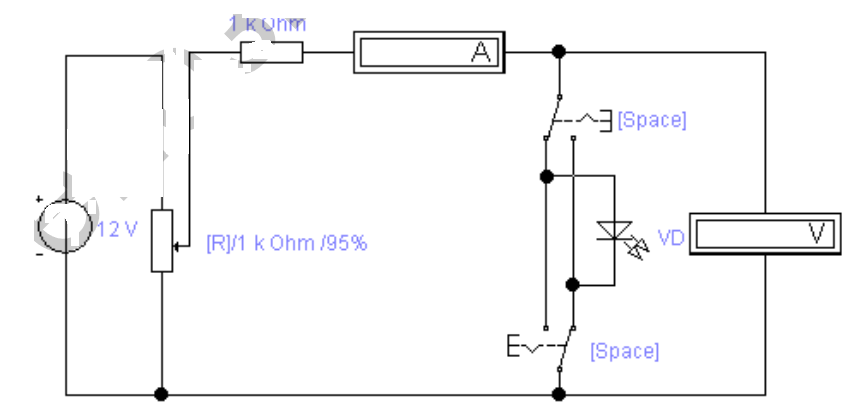 1 k Ohm
A
[Space]
12 V
[R]/1 k Ohm /95%
VD
V
[Space]